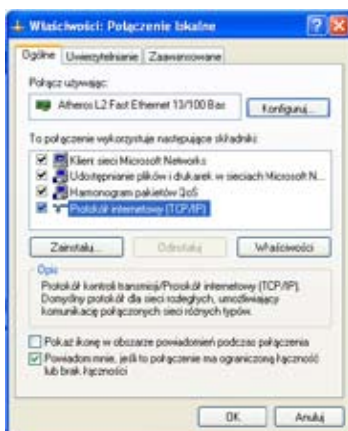 Właściwości: Połączenie lokalne
Ogólne Uwierzytelnianie Zaawansowane
Połącz używając:
Atheros L2 Fast Ethernet 10/100 Bas
Konfiguruj...
To połączenie wykorzystuje następujące składniki:
Klient sieci Microsoft Networks
Udostępnianie plików i drukarek w sieciach Microsoft N...
Harmonogram pakietów QoS
Protokół internetowy (TCP/IP)
Zainstaluj... Odinstaluj Właściwości
Opis
Protokół kontroli transmisji/Protokół internetowy (TCP/IP).
Domyślny protokół dla sieci rozległych, umożliwiający
komunikację połączonych sieci różnych typów.
Pokaż ikonę w obszarze powiadomień podczas połączenia
Powiadom mnie, jeśli to połączenie ma ograniczoną łączność
lub brak łączności
OK Anuluj